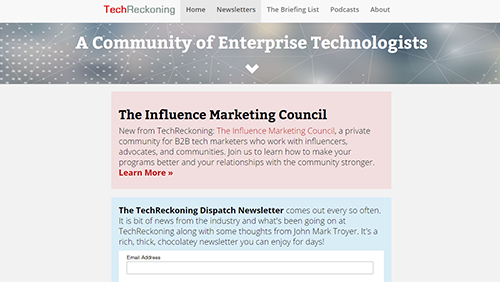 TechReckoning Home Newsletters The Briefing List Podcasts About
A Community of Enterprise Technologists
The Influence Marketing Council
New from TechReckoning: The Influence Marketing Council, a private
community for B2B tech marketers who work with influencers,
advocates, and communities. Join us to learn how to make your
programs better and your relationships with the community stronger.
Learn More »
The TechReckoning Dispatch Newsletter comes out every so often.
It is bit of news from the industry and what's been going on at
TechReckoning along with some thoughts from John Mark Troyer. It's a
rich, thick, chocolatey newsletter you can enjoy for days!
Email Address